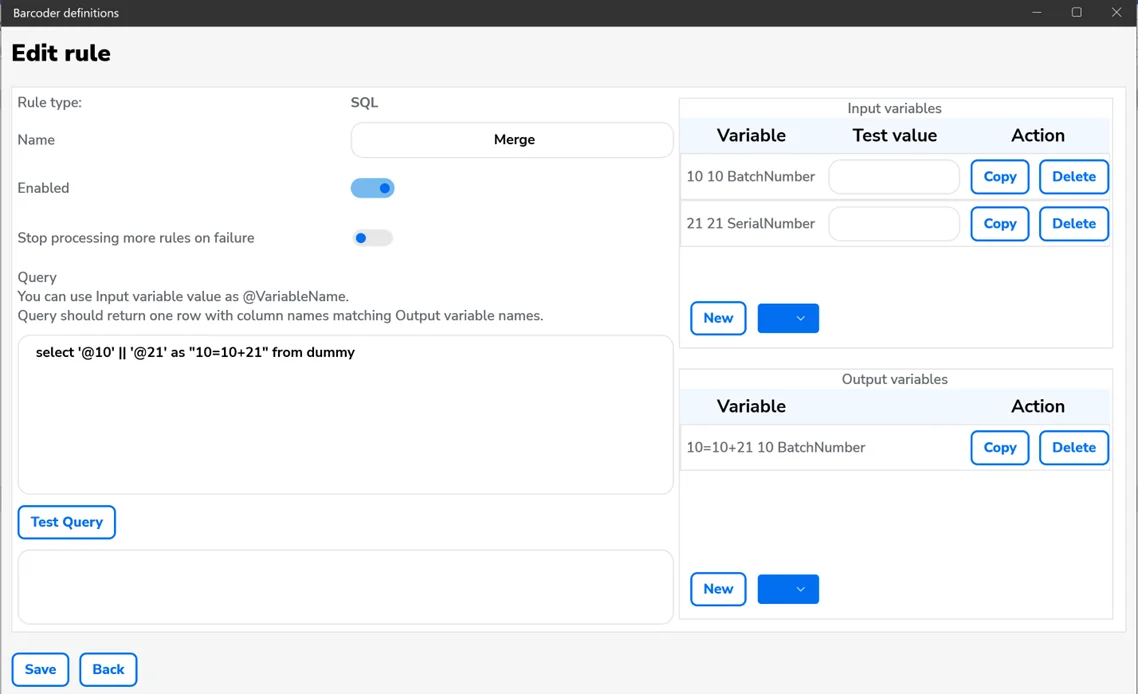 Barcoder definitions
Edit rule
Rule type: SQL
Name Merge
Enabled
Stop processing more rules on failure
Query
You can use Input variable value as @VariableName.
Query should return one row with column names matching Output variable names.
select '@10' || '@21' as "10=10+21" from dummy
Test Query
Input variables
Variable Test value Action
10 10 BatchNumber Copy Delete
21 21 SerialNumber Copy Delete
New
Output variables
Variable Action
10=10+21 10 BatchNumber Copy Delete
New
Save Back